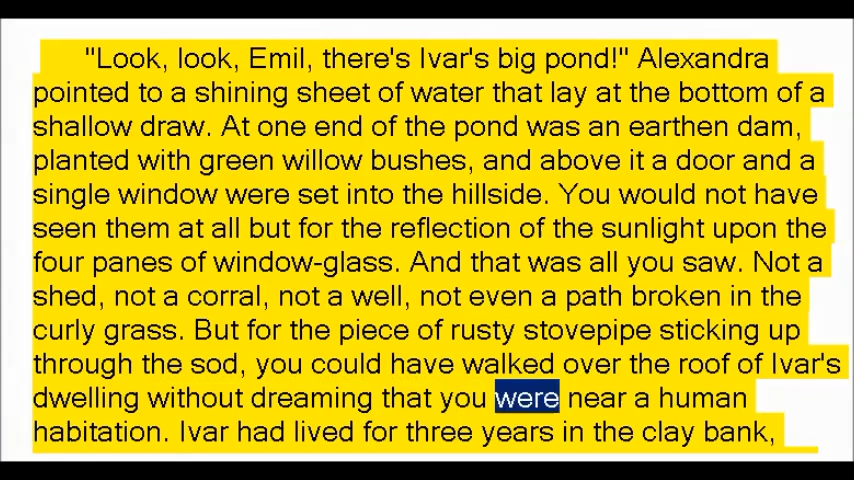 "Look, look, Emil, there's Ivar's big pond!" Alexandra
pointed to a shining sheet of water that lay at the bottom of a
shallow draw. At one end of the pond was an earthen dam,
planted with green willow bushes, and above it a door and a
single window were set into the hillside. You would not have
seen them at all but for the reflection of the sunlight upon the
four panes of window-glass. And that was all you saw. Not a
shed, not a corral, not a well, not even a path broken in the
curly grass. But for the piece of rusty stovepipe sticking up
through the sod, you could have walked over the roof of Ivar's
dwelling without dreaming that you were near a human
habitation. Ivar had lived for three years in the clay bank,